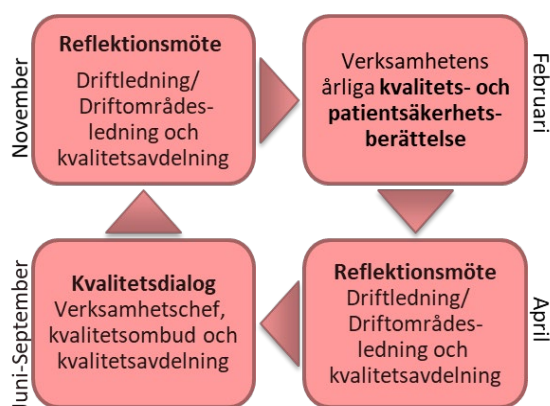 November
Reflektionsmöte
Driftledning/
Driftområdes-
ledning och
kvalitetsavdelning
Verksamhetens
årliga kvalitets- och
patientsäkerhets-
berättelse
Februari
Juni-September
Kvalitetsdialog
Verksamhetschef,
kvalitetsombud och
kvalitetsavdelning
Reflektionsmöte
Driftledning/
Driftområdes-
ledning och
kvalitetsavdelning
April